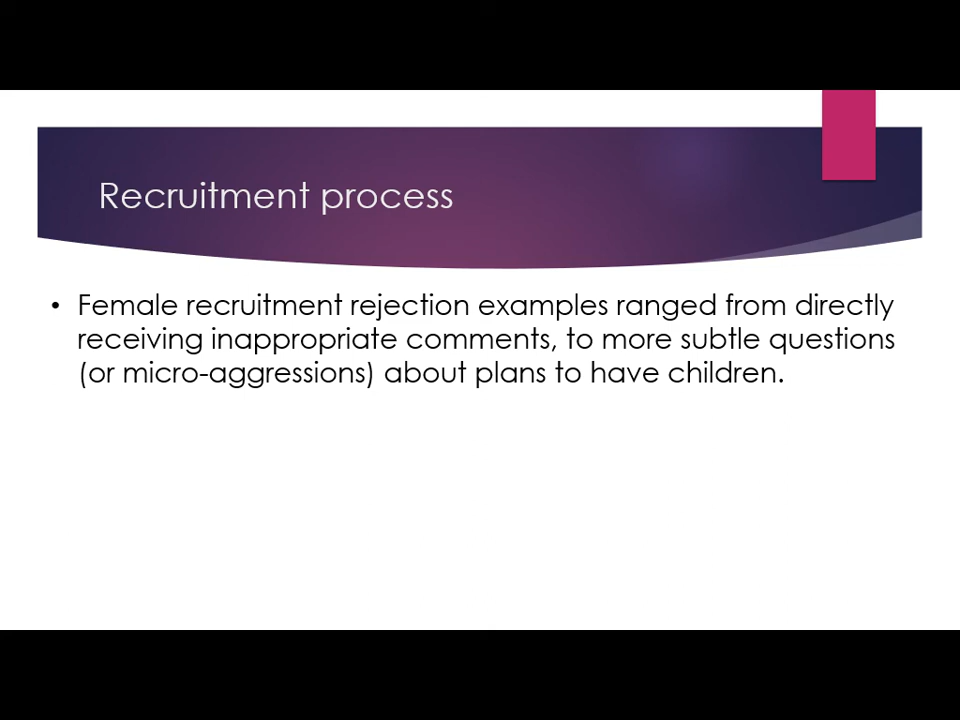 Recruitment process
• Female recruitment rejection examples ranged from directly
receiving inappropriate comments, to more subtle questions
(or micro-aggressions) about plans to have children.